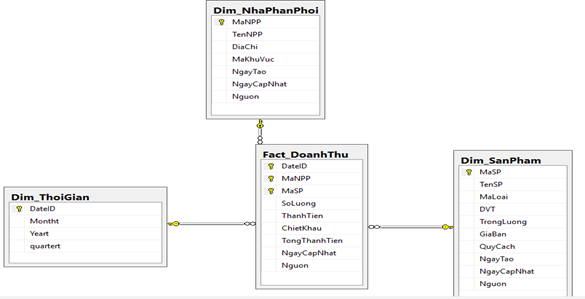 Dim_NhaPhanPhoi
MaNPP
TenNPP
DiaChi
MaKhuVuc
NgayTao
NgayCapNhat
Nguon
Fact_DoanhThu
DateID
MaNPP
MaSP
SoLuong
ThanhTien
ChietKhau
TongThanhTien
NgayCapNhat
Nguon
Dim_ThoiGian
DateID
Montht
Yeart
quartert
Dim_SanPham
MaSP
TenSP
MaLoai
DVT
TrongLuong
GiaBan
QuyCach
NgayTao
NgayCapNhat
Nguon